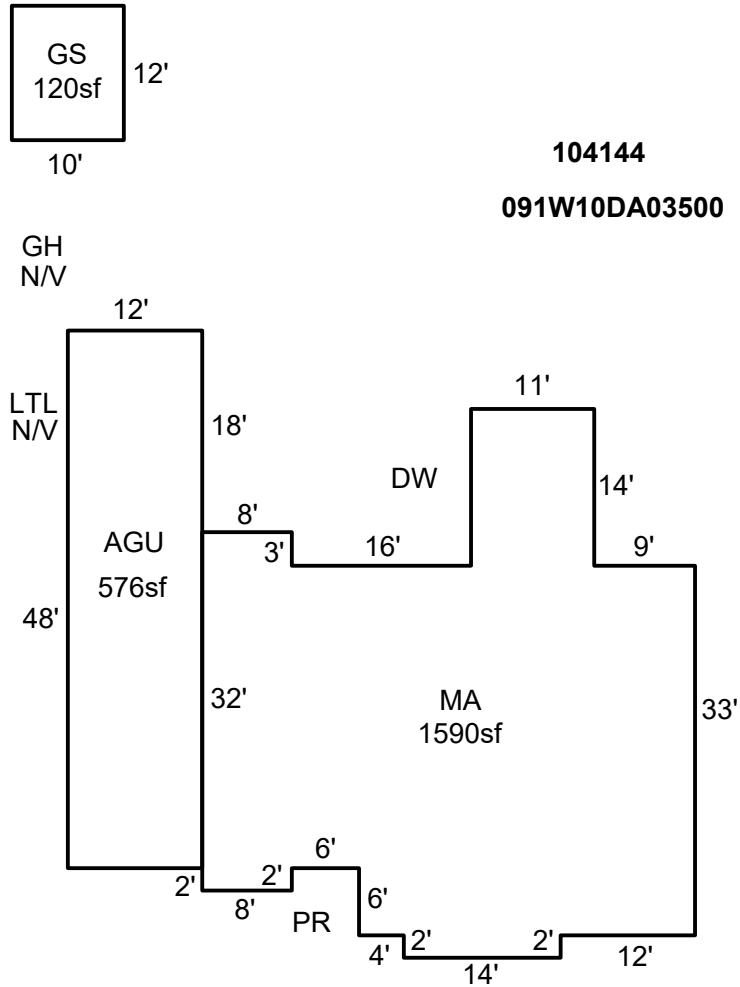 GS
120sf
12'
10'
104144
091W10DA03500
GH
N/V
12'
LTL
N/V
18'
11'
DW
14'
8'
3'
16'
9'
AGU
576sf
48'
32'
MA
1590sf
33'
6'
2'
2'
8'
PR
6'
4'
2'
14'
2'
12'